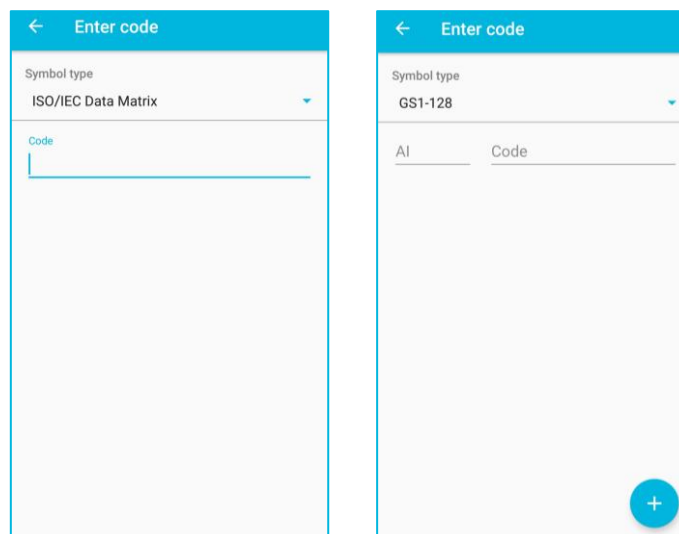 Enter code
Symbol type
ISO/IEC Data Matrix
Code
Enter code
Symbol type
GS1-128
AI Code